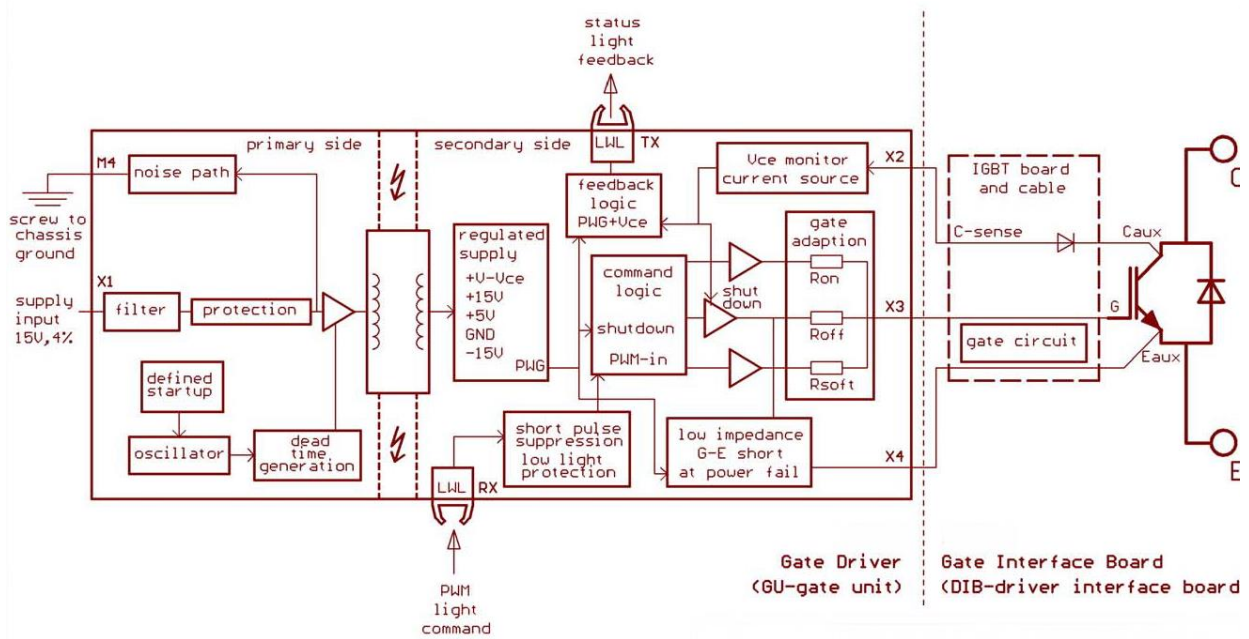 status
light
feedback
primary side
secondary side
LWL
TX
M4
noise path
feedback
logic
PWG+Vce
Vce monitor
current source
X2
IGBT board
and cable
C
screw to
chassis
ground
regulated
supply
+V-Vce
+15V
+5V
GND
-15V
PWG
gate
adaption
Ron
Roff
Rsoft
C-sense
Caux
X1
supply
input
15V,4%
filter
protection
command
logic
shutdown
PWM-in
shut
down
X3
G
gate circuit
Eaux
defined
startup
oscillator
dead
time
generation
short pulse
suppression
low light
protection
low impedance
G-E short
at power fail
X4
E
LWL
RX
PWM
light
command
Gate Driver
(GU-gate unit)
Gate Interface Board
(DIB-driver interface board